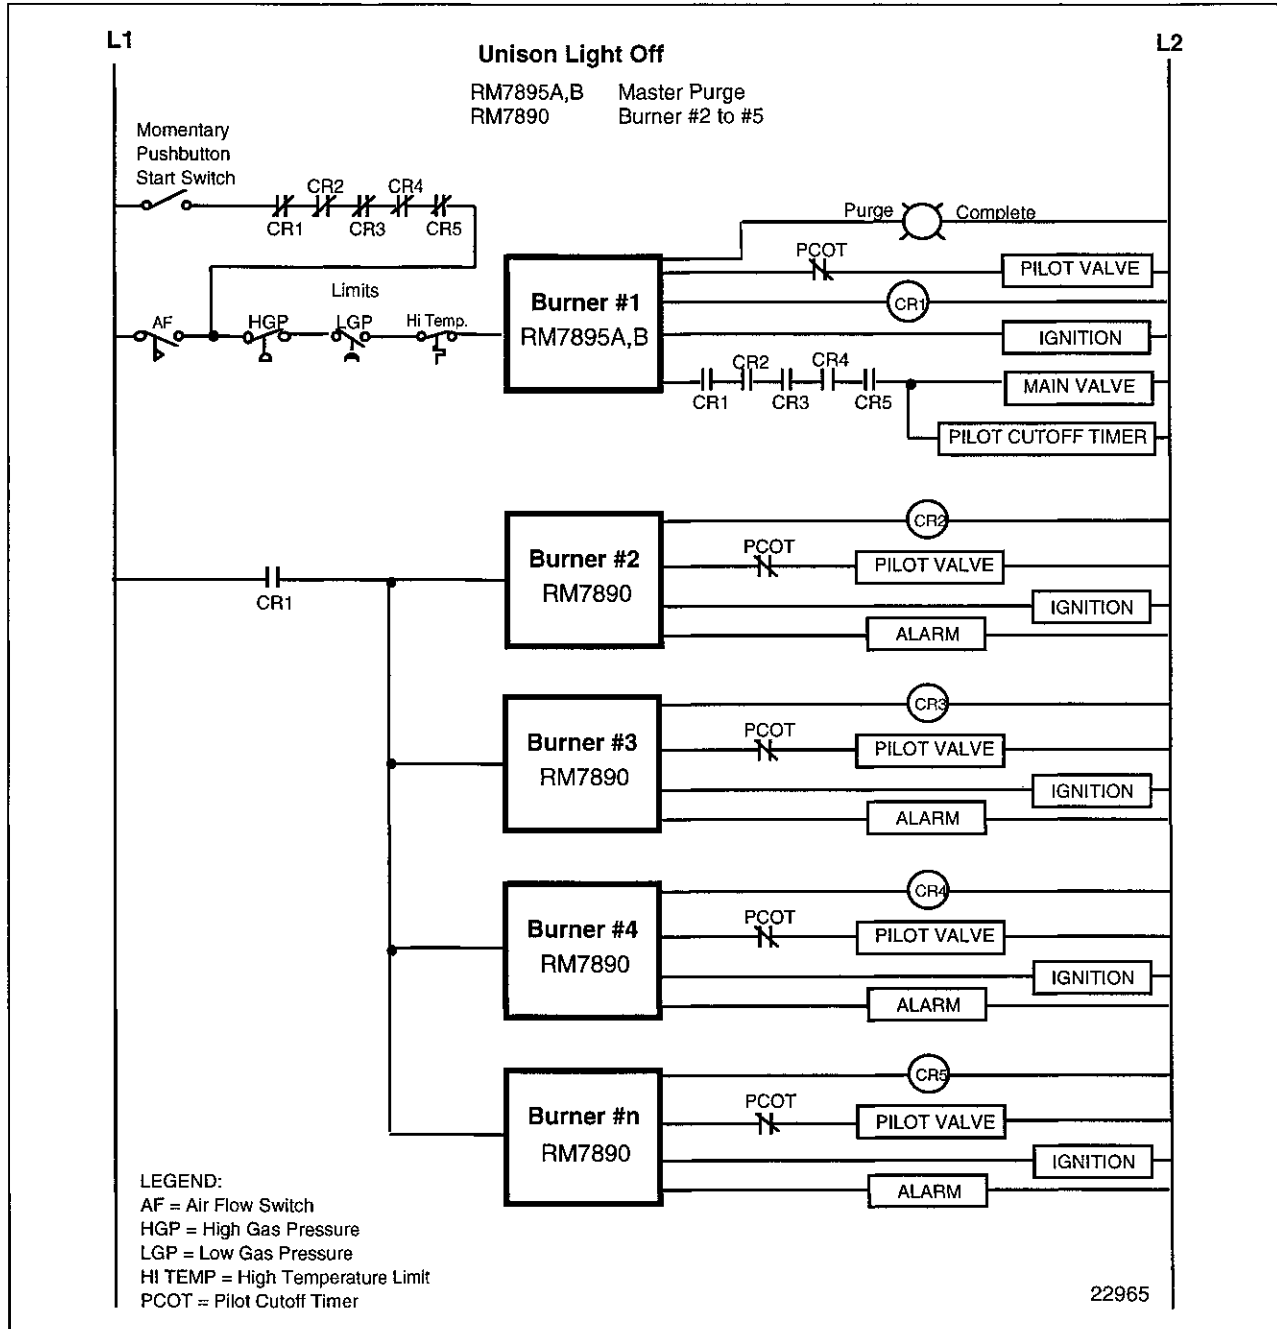 L1
L2
Unison Light Off
RM7895A,B Master Purge
RM7890 Burner #2 to #5
Momentary
Pushbutton
Start Switch
CR2 CR4
CR1 CR3 CR5
Purge Complete
PCOT
PILOT VALVE
Limits
AF HGP LGP Hi Temp.
Burner #1
RM7895A,B
CR1
IGNITION
CR2 CR4
CR1 CR3 CR5
MAIN VALVE
PILOT CUTOFF TIMER
CR1
Burner #2
RM7890
CR2
PCOT
PILOT VALVE
IGNITION
ALARM
Burner #3
RM7890
CR3
PCOT
PILOT VALVE
IGNITION
ALARM
Burner #4
RM7890
CR4
PCOT
PILOT VALVE
IGNITION
ALARM
Burner #n
RM7890
CR5
PCOT
PILOT VALVE
IGNITION
ALARM
LEGEND:
AF = Air Flow Switch
HGP = High Gas Pressure
LGP = Low Gas Pressure
HI TEMP = High Temperature Limit
PCOT = Pilot Cutoff Timer
22965